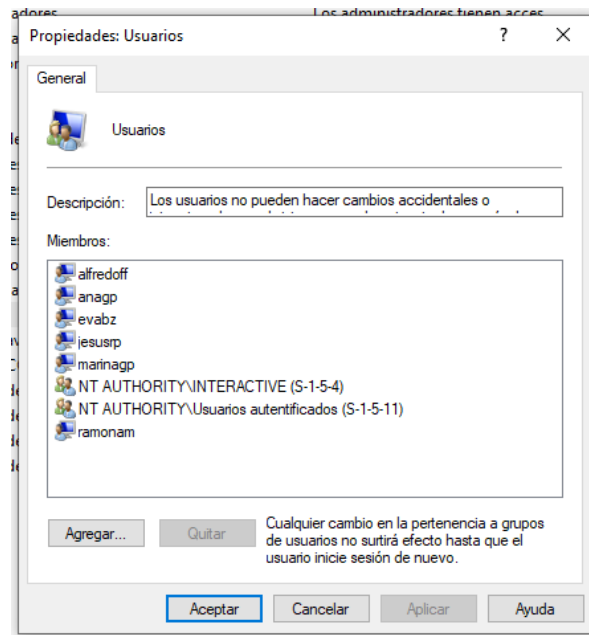 adores
Los administradores tienen acces
Propiedades: Usuarios
General
Usuarios
Descripción:
Los usuarios no pueden hacer cambios accidentales o
Miembros:
alfredoff
anagp
evabz
jesusrp
marinagp
NT AUTHORITY\INTERACTIVE (S-1-5-4)
NT AUTHORITY\Usuarios autentificados (S-1-5-11)
ramonam
Agregar...
Quitar
Cualquier cambio en la pertenencia a grupos
de usuarios no surtirá efecto hasta que el
usuario inicie sesión de nuevo.
Aceptar
Cancelar
Aplicar
Ayuda